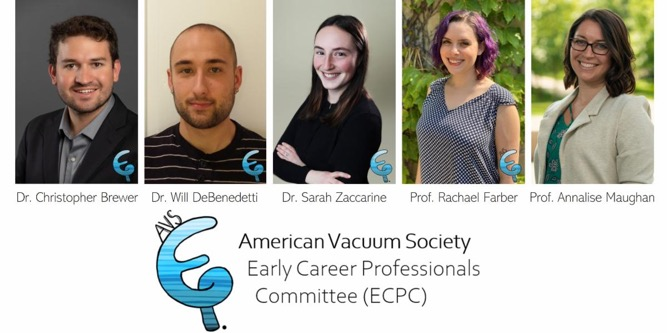 Dr. Christopher Brewer
Dr. Will DeBenedetti
Dr. Sarah Zaccarine
Prof. Rachael Farber
Prof. Annalise Maughan
AVS
American Vacuum Society
Early Career Professionals
Committee (ECPC)